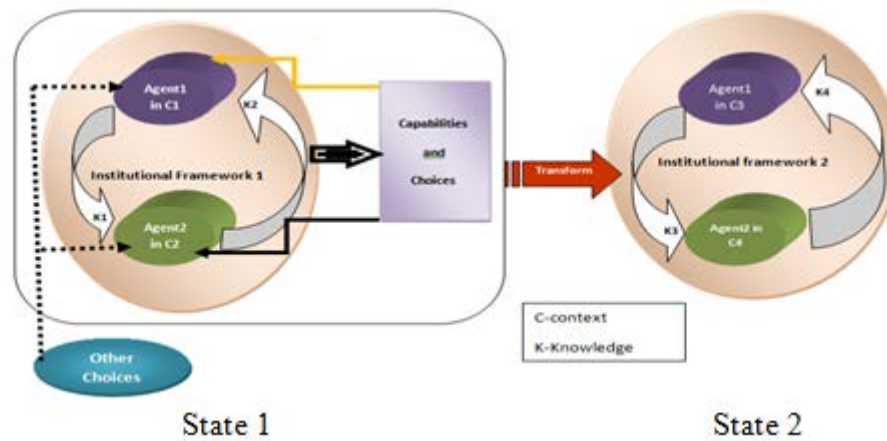 Agent1
in C1
K2
Capabilities
and
Choices
Institutional Framework 1
K1
Agent2
in C2
Other
Choices
State 1
Transform
Agent1
in C3
K4
Institutional framework 2
K3
Agent2 in
C4
C-context
K-Knowledge
State 2